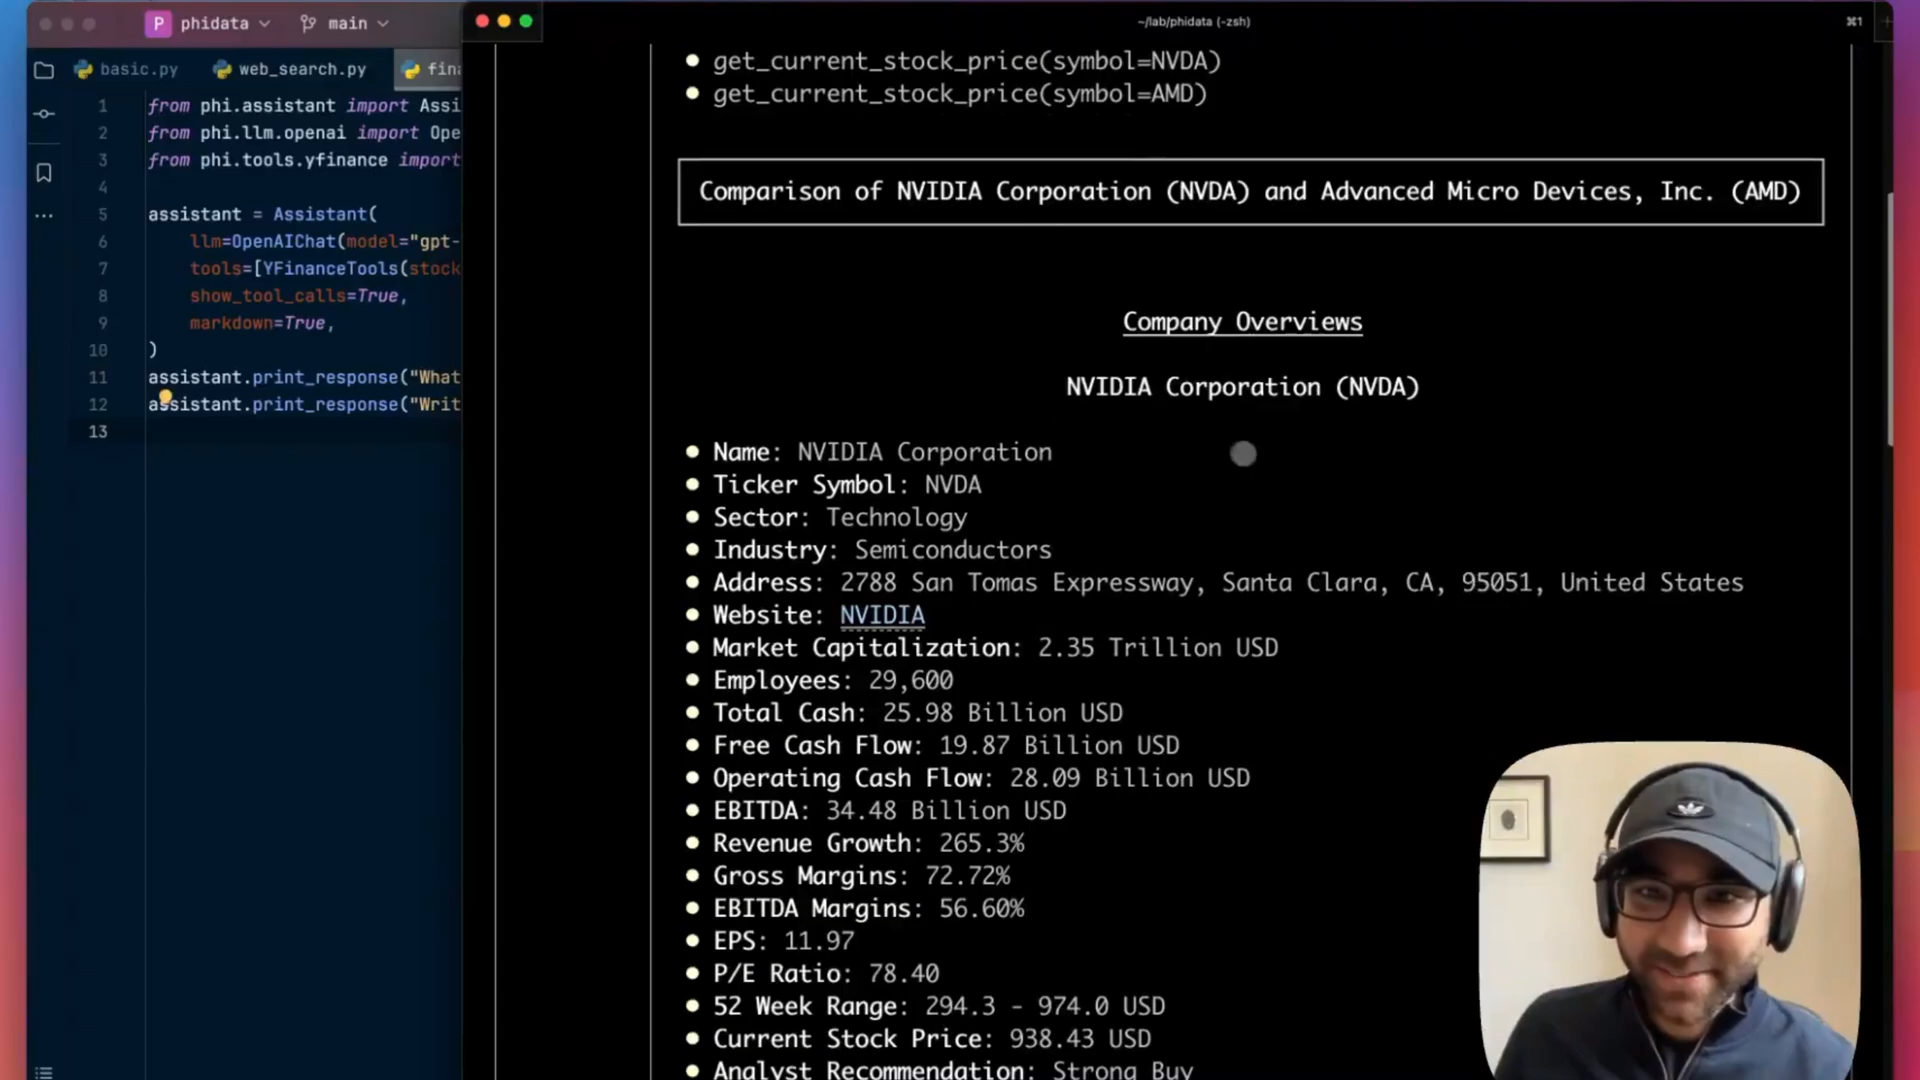 P phidata main
~/lab/phidata (-zsh)
⌘1
basic.py web_search.py fina
1 from phi.assistant import Assi
2 from phi.llm.openai import Ope
3 from phi.tools.yfinance import
4
5 assistant = Assistant(
6 llm=OpenAIChat(model="gpt-
7 tools=[YFinanceTools(stock
8 show_tool_calls=True,
9 markdown=True,
10 )
11 assistant.print_response("What
12 assistant.print_response("Writ
13
• get_current_stock_price(symbol=NVDA)
• get_current_stock_price(symbol=AMD)
Comparison of NVIDIA Corporation (NVDA) and Advanced Micro Devices, Inc. (AMD)
Company Overviews
NVIDIA Corporation (NVDA)
• Name: NVIDIA Corporation
• Ticker Symbol: NVDA
• Sector: Technology
• Industry: Semiconductors
• Address: 2788 San Tomas Expressway, Santa Clara, CA, 95051, United States
• Website: NVIDIA
• Market Capitalization: 2.35 Trillion USD
• Employees: 29,600
• Total Cash: 25.98 Billion USD
• Free Cash Flow: 19.87 Billion USD
• Operating Cash Flow: 28.09 Billion USD
• EBITDA: 34.48 Billion USD
• Revenue Growth: 265.3%
• Gross Margins: 72.72%
• EBITDA Margins: 56.60%
• EPS: 11.97
• P/E Ratio: 78.40
• 52 Week Range: 294.3 - 974.0 USD
• Current Stock Price: 938.43 USD
• Analyst Recommendation: Strong Buy